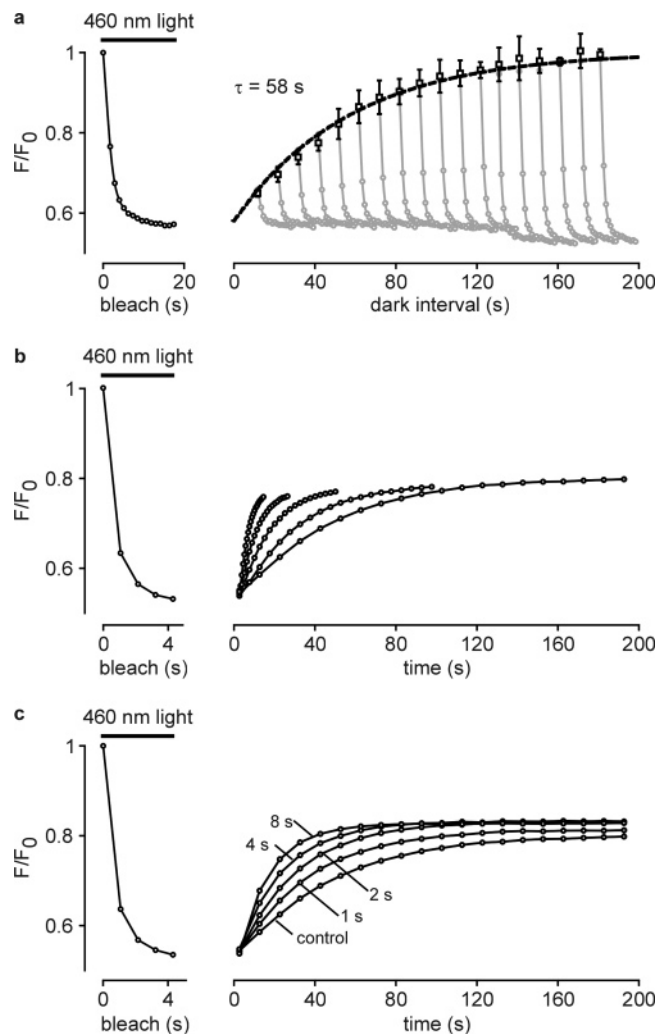 a
460 nm light
1
0.8
0.6
F/F0
0 20
bleach (s)
τ = 58 s
0 40 80 120 160 200
dark interval (s)
b
460 nm light
1
0.8
0.6
F/F0
0 4
bleach (s)
0 40 80 120 160 200
time (s)
c
460 nm light
1
0.8
0.6
F/F0
0 4
bleach (s)
8 s
4 s
2 s
1 s
control
0 40 80 120 160 200
time (s)